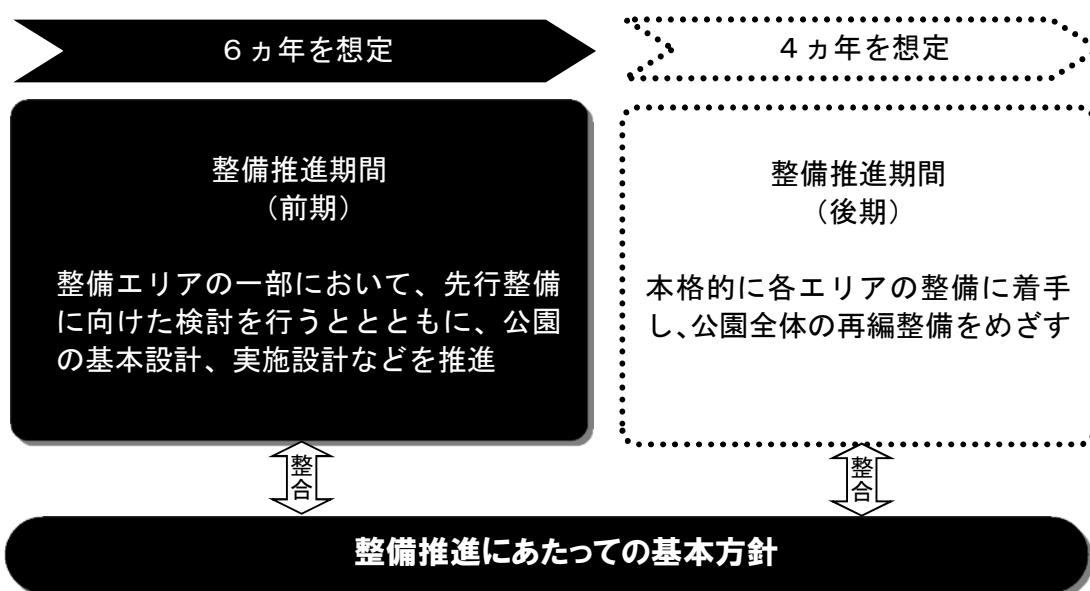 ６ヵ年を想定
４ヵ年を想定
整備推進期間
（前期）
整備エリアの一部において、先行整備
に向けた検討を行うととともに、公園
の基本設計、実施設計などを推進
整備推進期間
（後期）
本格的に各エリアの整備に着手
し、公園全体の再編整備をめざす
整合
整合
整備推進にあたっての基本方針